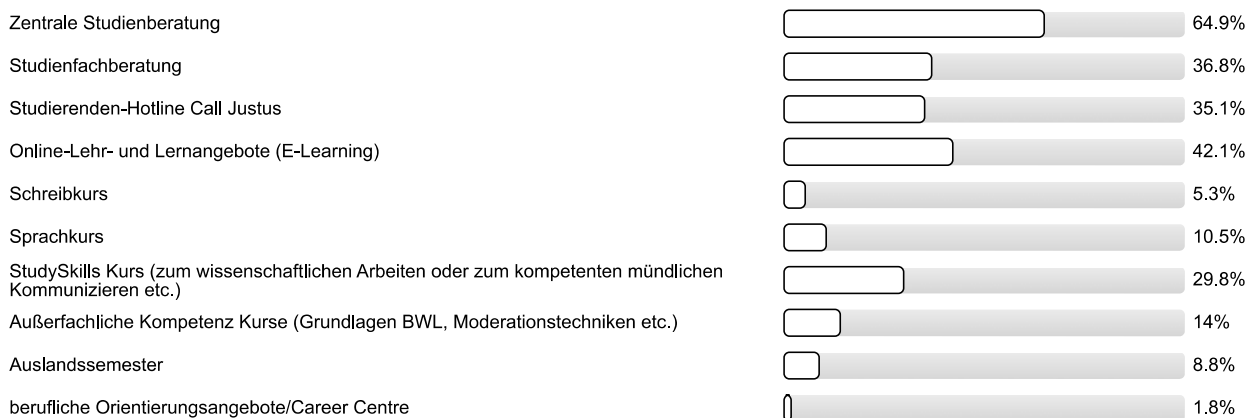 Zentrale Studienberatung 64.9%
Studienfachberatung 36.8%
Studierenden-Hotline Call Justus 35.1%
Online-Lehr- und Lernangebote (E-Learning) 42.1%
Schreibkurs 5.3%
Sprachkurs 10.5%
StudySkills Kurs (zum wissenschaftlichen Arbeiten oder zum kompetenten mündlichen
Kommunizieren etc.) 29.8%
Außerfachliche Kompetenz Kurse (Grundlagen BWL, Moderationstechniken etc.) 14%
Auslandssemester 8.8%
berufliche Orientierungsangebote/Career Centre 1.8%